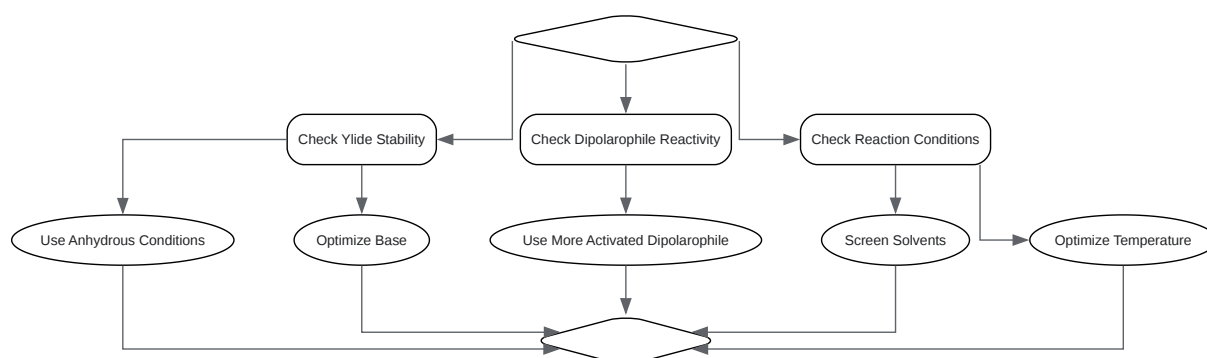 Check Ylide Stability
Check Dipolarophile Reactivity
Check Reaction Conditions
Use Anhydrous Conditions
Optimize Base
Use More Activated Dipolarophile
Screen Solvents
Optimize Temperature